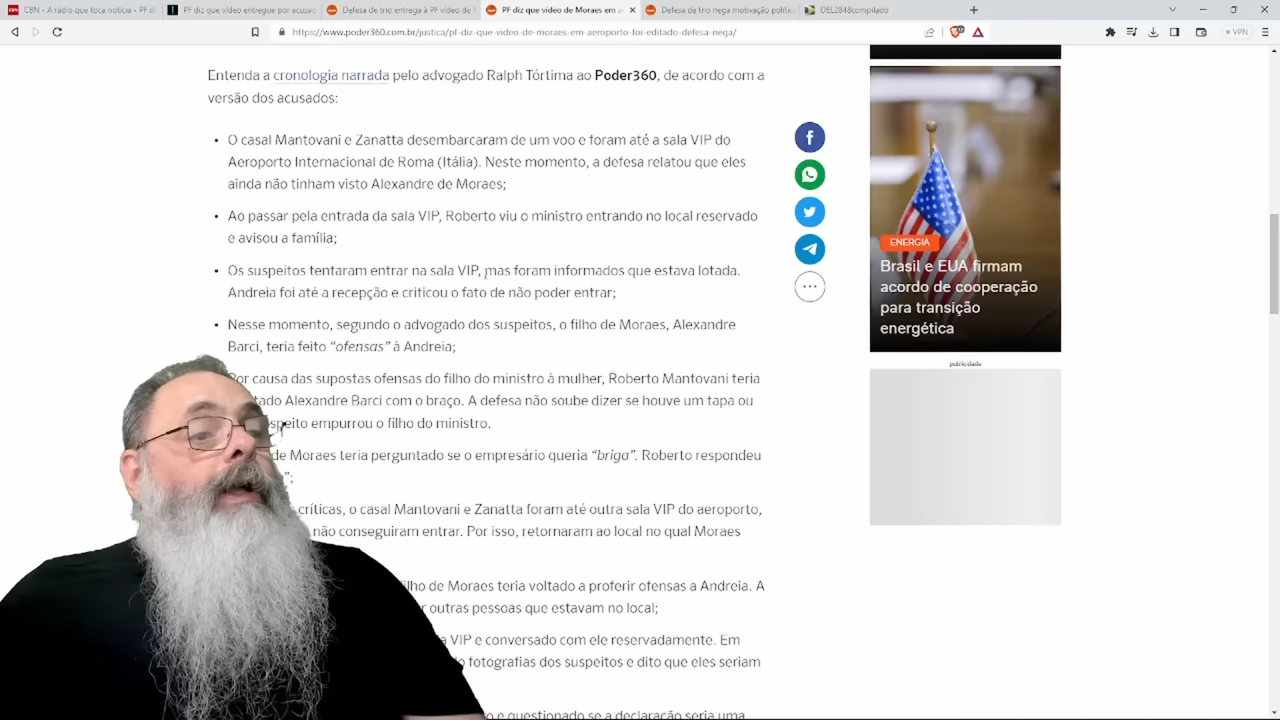 CBN - A rádio que toca notícia - PF d
PF diz que vídeo entregue por acusado
Defesa de trio entrega à PF vídeo de
PF diz que vídeo de Moraes em a
Defesa de trio nega motivação polític
DEL2848compilado
https://www.poder360.com.br/justica/pf-diz-que-video-de-moraes-em-aeroporto-foi-editado-defesa-nega/
VPN
Entenda a cronologia narrada pelo advogado Ralph Tórtima ao Poder360, de acordo com a
versão dos acusados:
• O casal Mantovani e Zanatta desembarcaram de um voo e foram até a sala VIP do
Aeroporto Internacional de Roma (Itália). Neste momento, a defesa relatou que eles
ainda não tinham visto Alexandre de Moraes;
• Ao passar pela entrada da sala VIP, Roberto viu o ministro entrando no local reservado
e avisou a família;
• Os suspeitos tentaram entrar na sala VIP, mas foram informados que estava lotada.
Andreia foi até a recepção e criticou o fato de não poder entrar;
• Nesse momento, segundo o advogado dos suspeitos, o filho de Moraes, Alexandre
Barci, teria feito “ofensas” à Andreia;
Por causa das supostas ofensas do filho do ministro à mulher, Roberto Mantovani teria
tado Alexandre Barci com o braço. A defesa não soube dizer se houve um tapa ou
speito empurrou o filho do ministro.
de Moraes teria perguntado se o empresário queria “briga”. Roberto respondeu
”;
críticas, o casal Mantovani e Zanatta foram até outra sala VIP do aeroporto,
não conseguiram entrar. Por isso, retornaram ao local no qual Moraes
ilho de Moraes teria voltado a proferir ofensas a Andreia. A
r outras pessoas que estavam no local;
a VIP e conversado com ele reservadamente. Em
o fotografias dos suspeitos e dito que eles seriam
o e questionado se a declaração seria uma
ENERGIA
Brasil e EUA firmam
acordo de cooperação
para transição
energética
publicidade